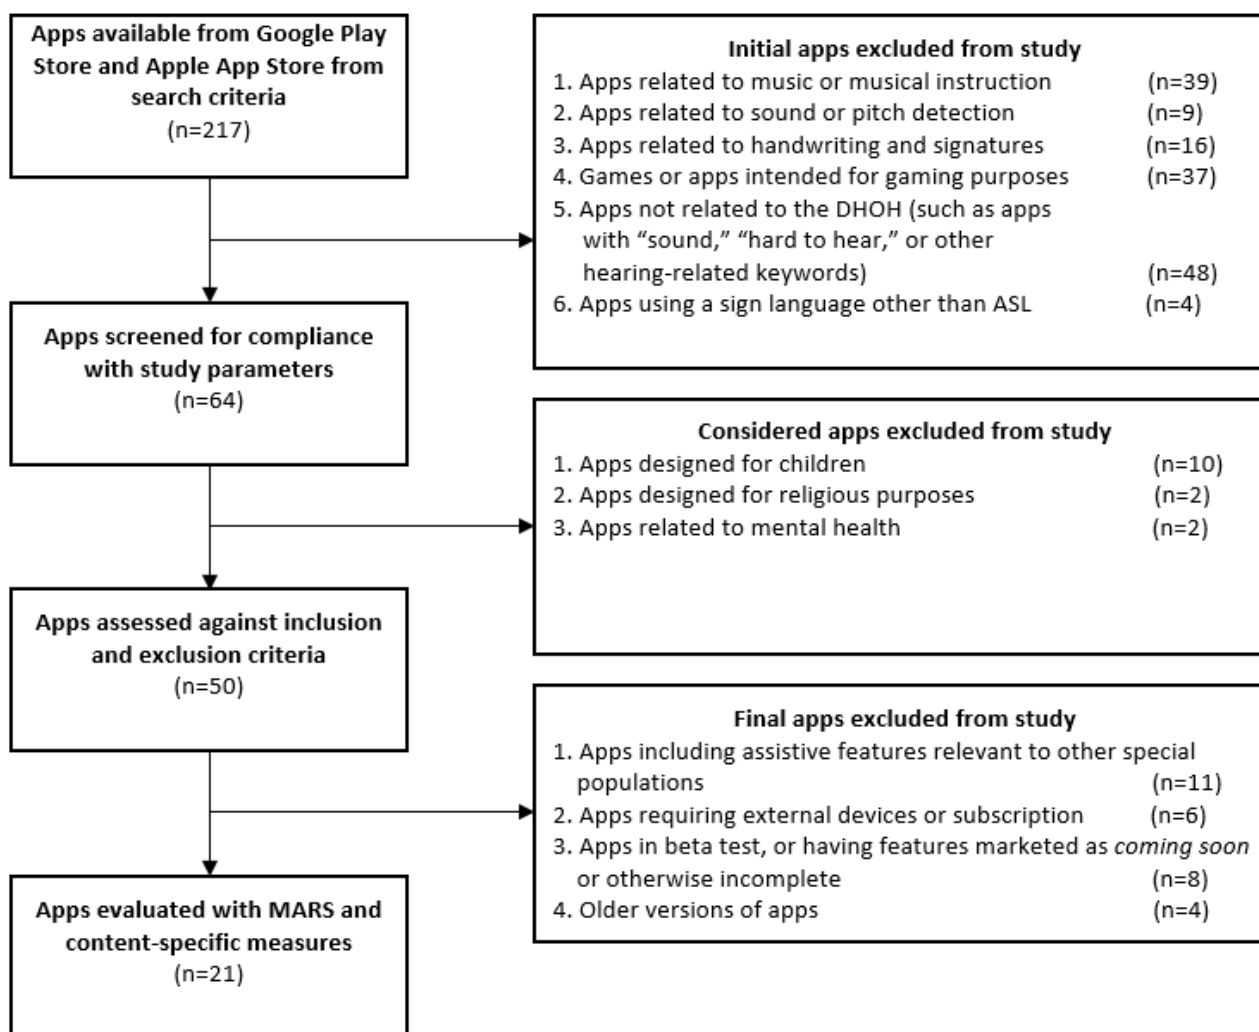 Apps available from Google Play
Store and Apple App Store from
search criteria
(n=217)
Initial apps excluded from study
1. Apps related to music or musical instruction (n=39)
2. Apps related to sound or pitch detection (n=9)
3. Apps related to handwriting and signatures (n=16)
4. Games or apps intended for gaming purposes (n=37)
5. Apps not related to the DHOH (such as apps
with “sound,” “hard to hear,” or other
hearing-related keywords) (n=48)
6. Apps using a sign language other than ASL (n=4)
Apps screened for compliance
with study parameters
(n=64)
Considered apps excluded from study
1. Apps designed for children (n=10)
2. Apps designed for religious purposes (n=2)
3. Apps related to mental health (n=2)
Apps assessed against inclusion
and exclusion criteria
(n=50)
Final apps excluded from study
1. Apps including assistive features relevant to other special
populations (n=11)
2. Apps requiring external devices or subscription (n=6)
3. Apps in beta test, or having features marketed as coming soon
or otherwise incomplete (n=8)
4. Older versions of apps (n=4)
Apps evaluated with MARS and
content-specific measures
(n=21)